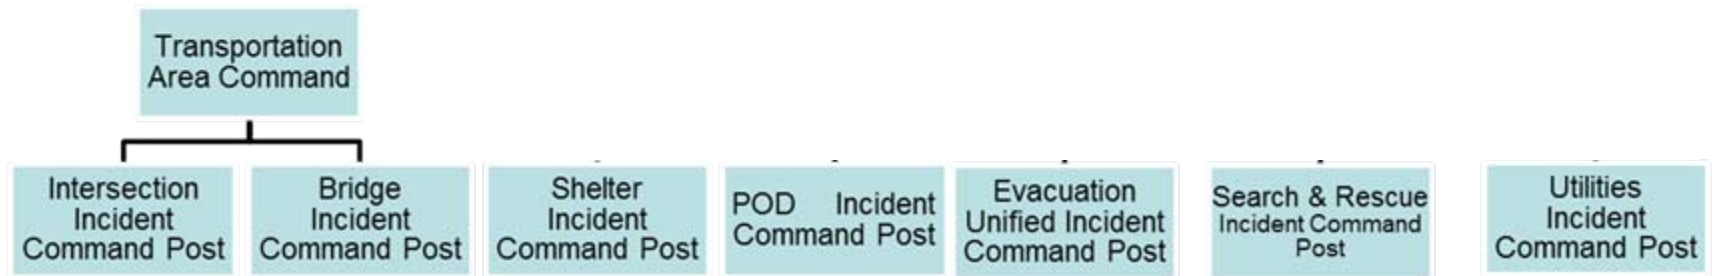 Transportation
Area Command
Intersection
Incident
Command Post
Bridge
Incident
Command Post
Shelter
Incident
Command Post
POD Incident
Command Post
Evacuation
Unified Incident
Command Post
Search & Rescue
Incident Command
Post
Utilities
Incident
Command Post